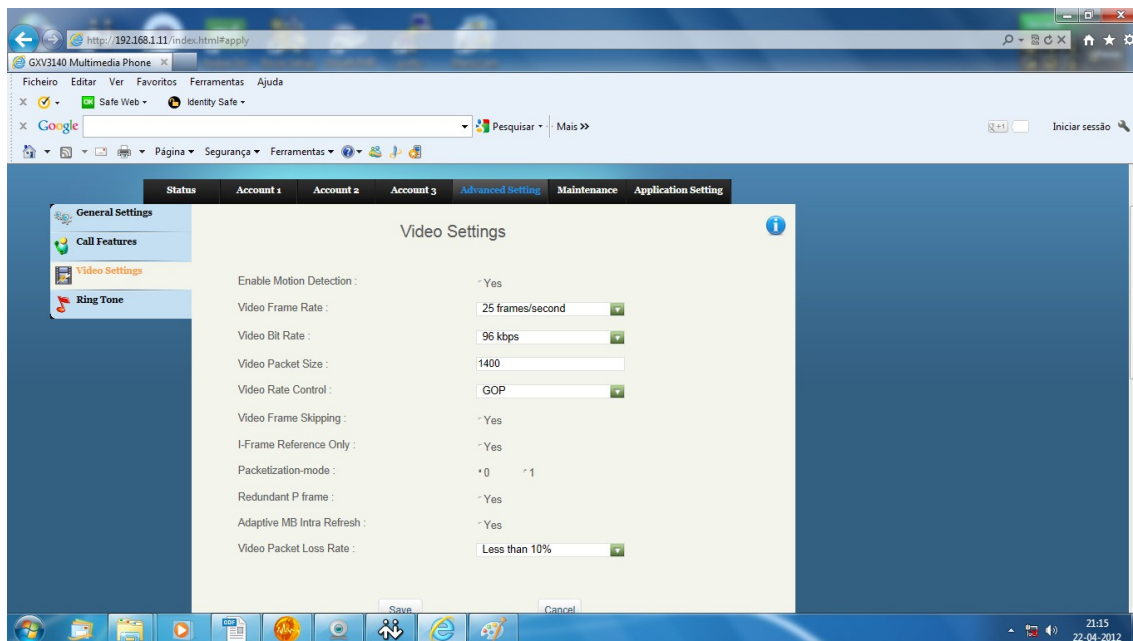 http://192.168.1.11/index.html#apply
GXV3140 Multimedia Phone
Ficheiro Editar Ver Favoritos Ferramentas Ajuda
x OK Safe Web Identity Safe
x Google Pesquisar Mais >> +1 Iniciar sessão
Página Segurança Ferramentas
Status Account 1 Account 2 Account 3 Advanced Setting Maintenance Application Setting
General Settings
Call Features
Video Settings
Ring Tone
Video Settings
Enable Motion Detection : Yes
Video Frame Rate : 25 frames/second
Video Bit Rate : 96 kbps
Video Packet Size : 1400
Video Rate Control : GOP
Video Frame Skipping : Yes
I-Frame Reference Only : Yes
Packetization-mode : 0 1
Redundant P frame : Yes
Adaptive MB Intra Refresh : Yes
Video Packet Loss Rate : Less than 10%
Save Cancel
21:15
22-04-2012